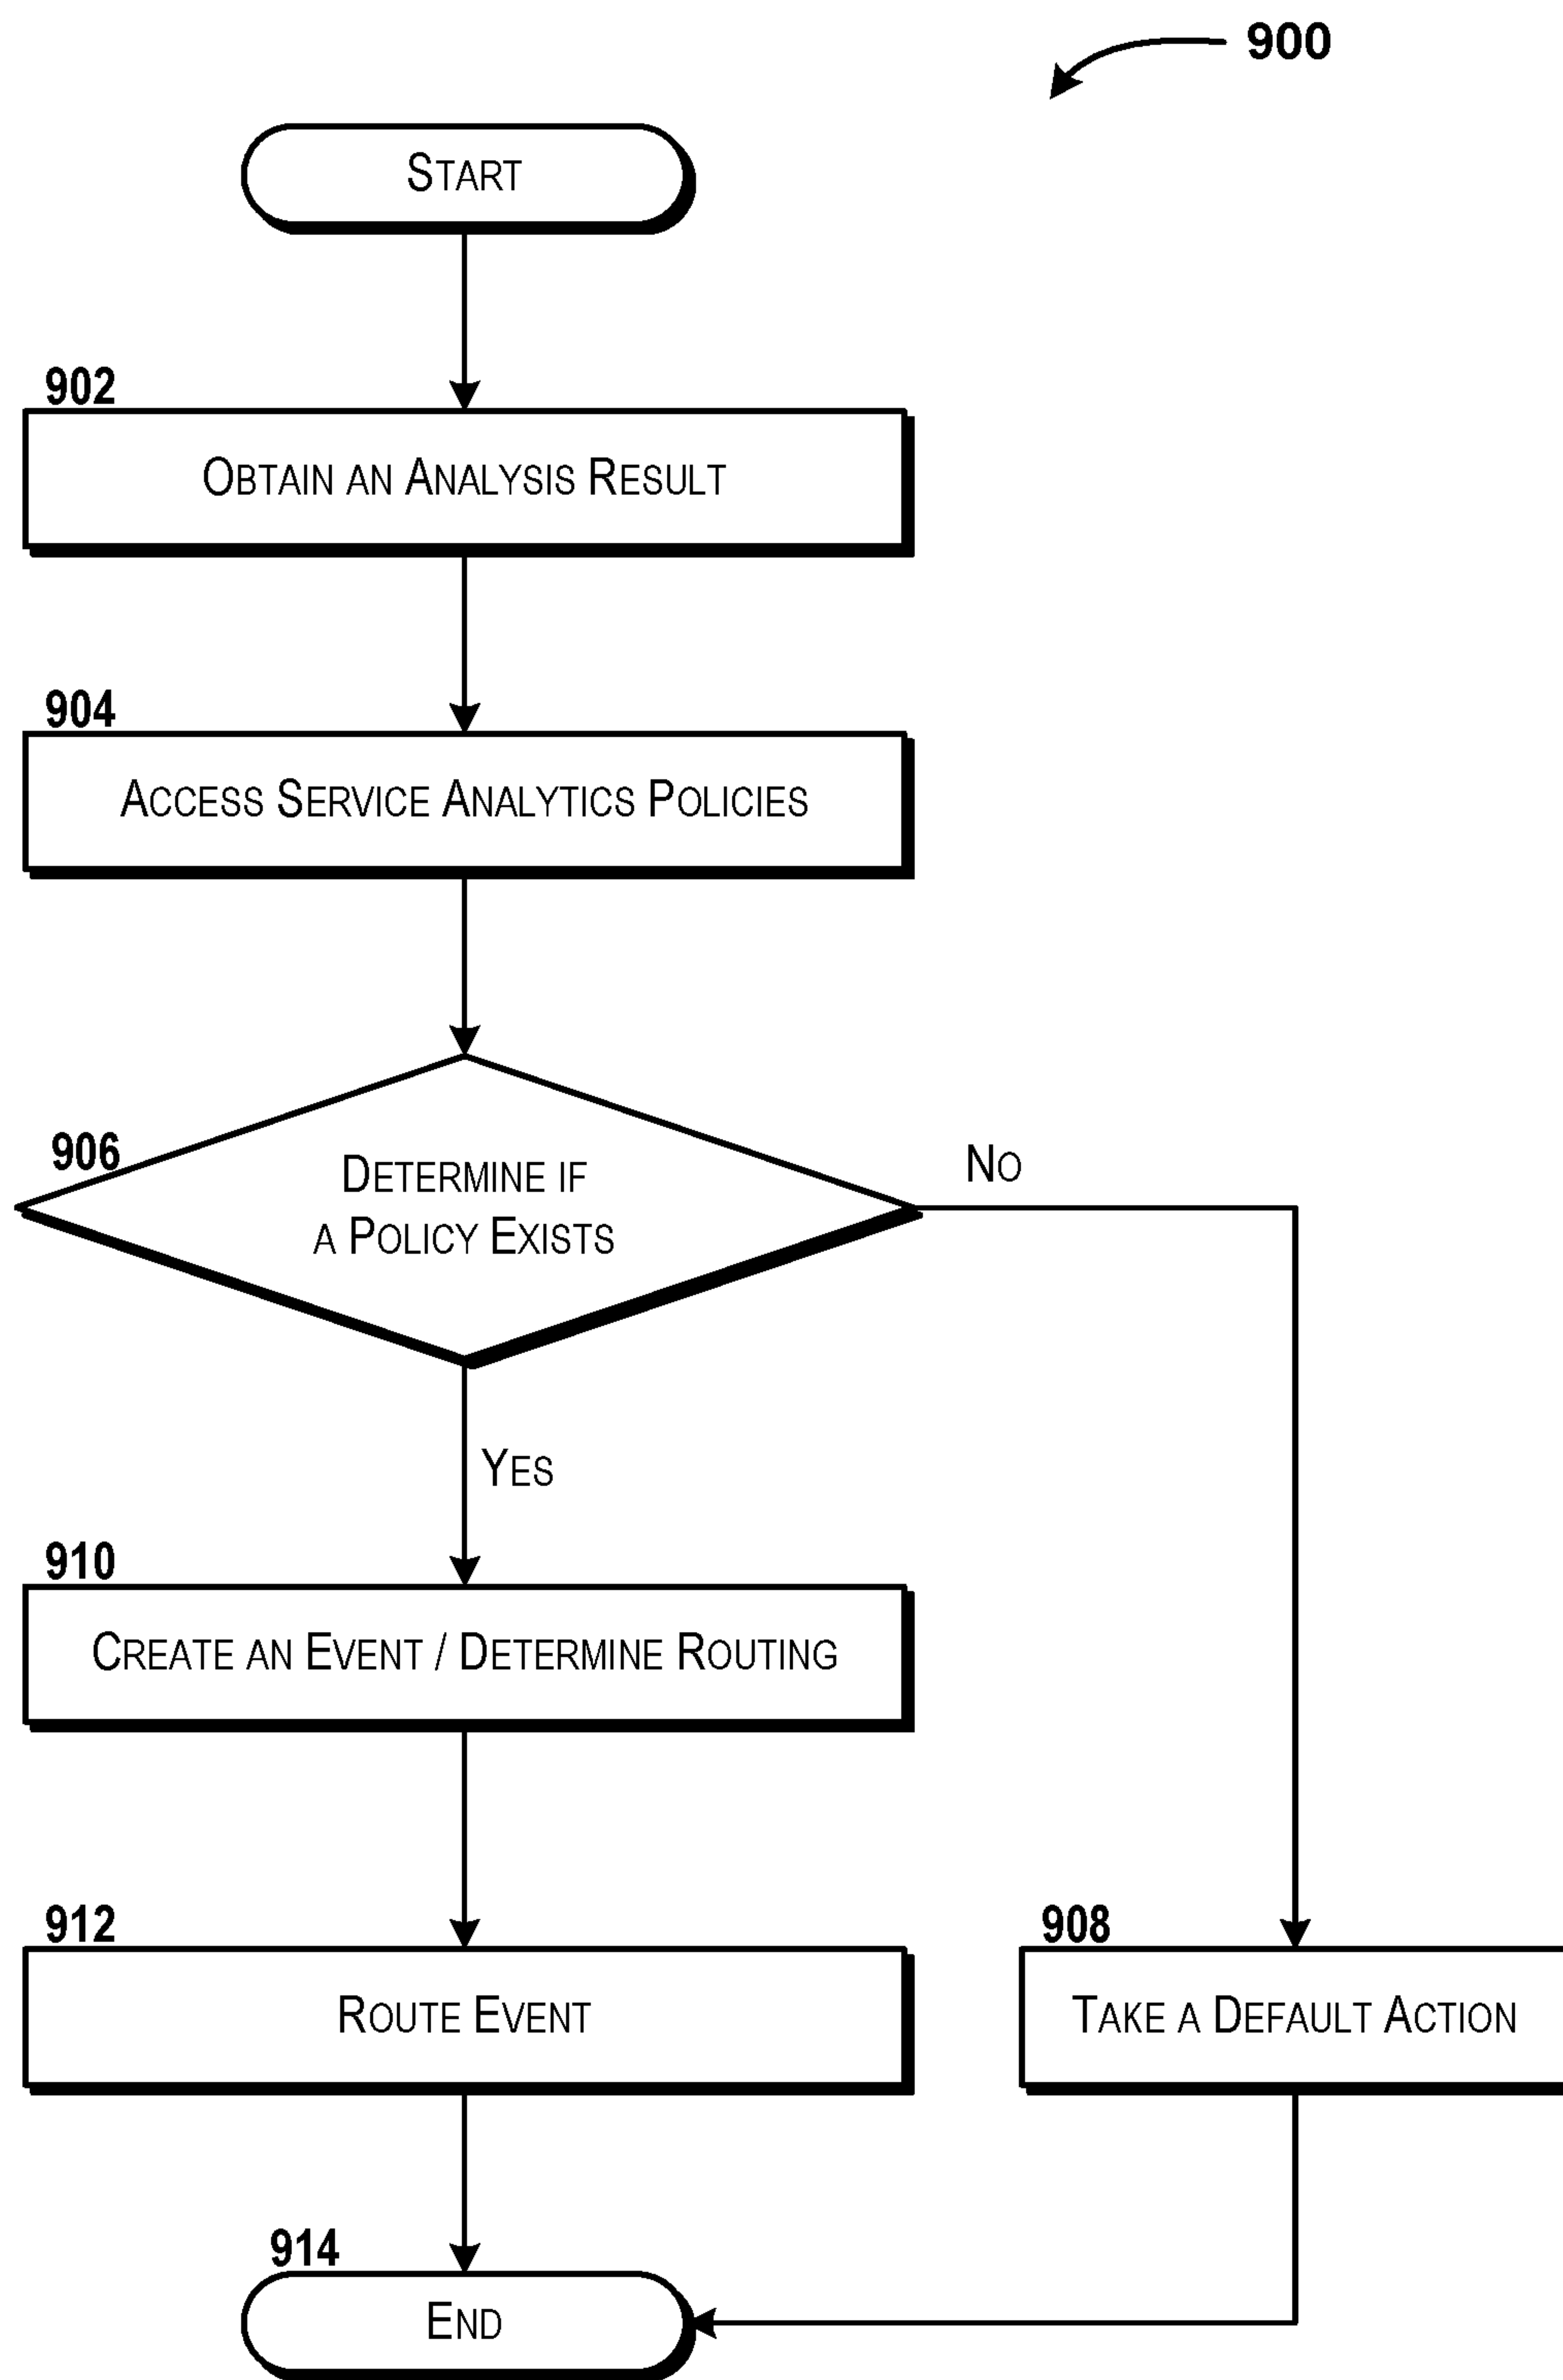 900
Start
902
Obtain an Analysis Result
904
Access Service Analytics Policies
906
Determine if
a Policy Exists
No
Yes
910
Create an Event / Determine Routing
912
Route Event
908
Take a Default Action
914
End